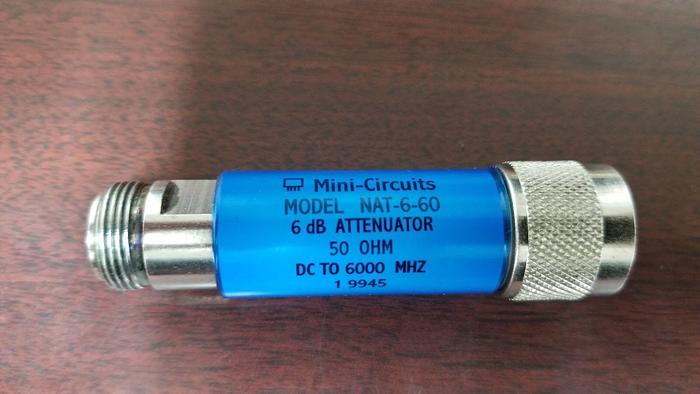 Mini-Circuits
MODEL NAT-6-60
6 dB ATTENUATOR
50 OHM
DC TO 6000 MHZ
1 9945